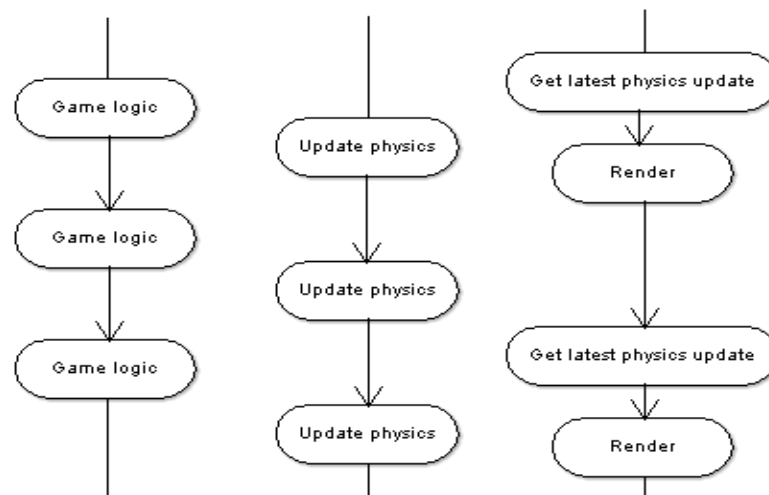 Game logic
Game logic
Game logic
Update physics
Update physics
Update physics
Get latest physics update
Render
Get latest physics update
Render